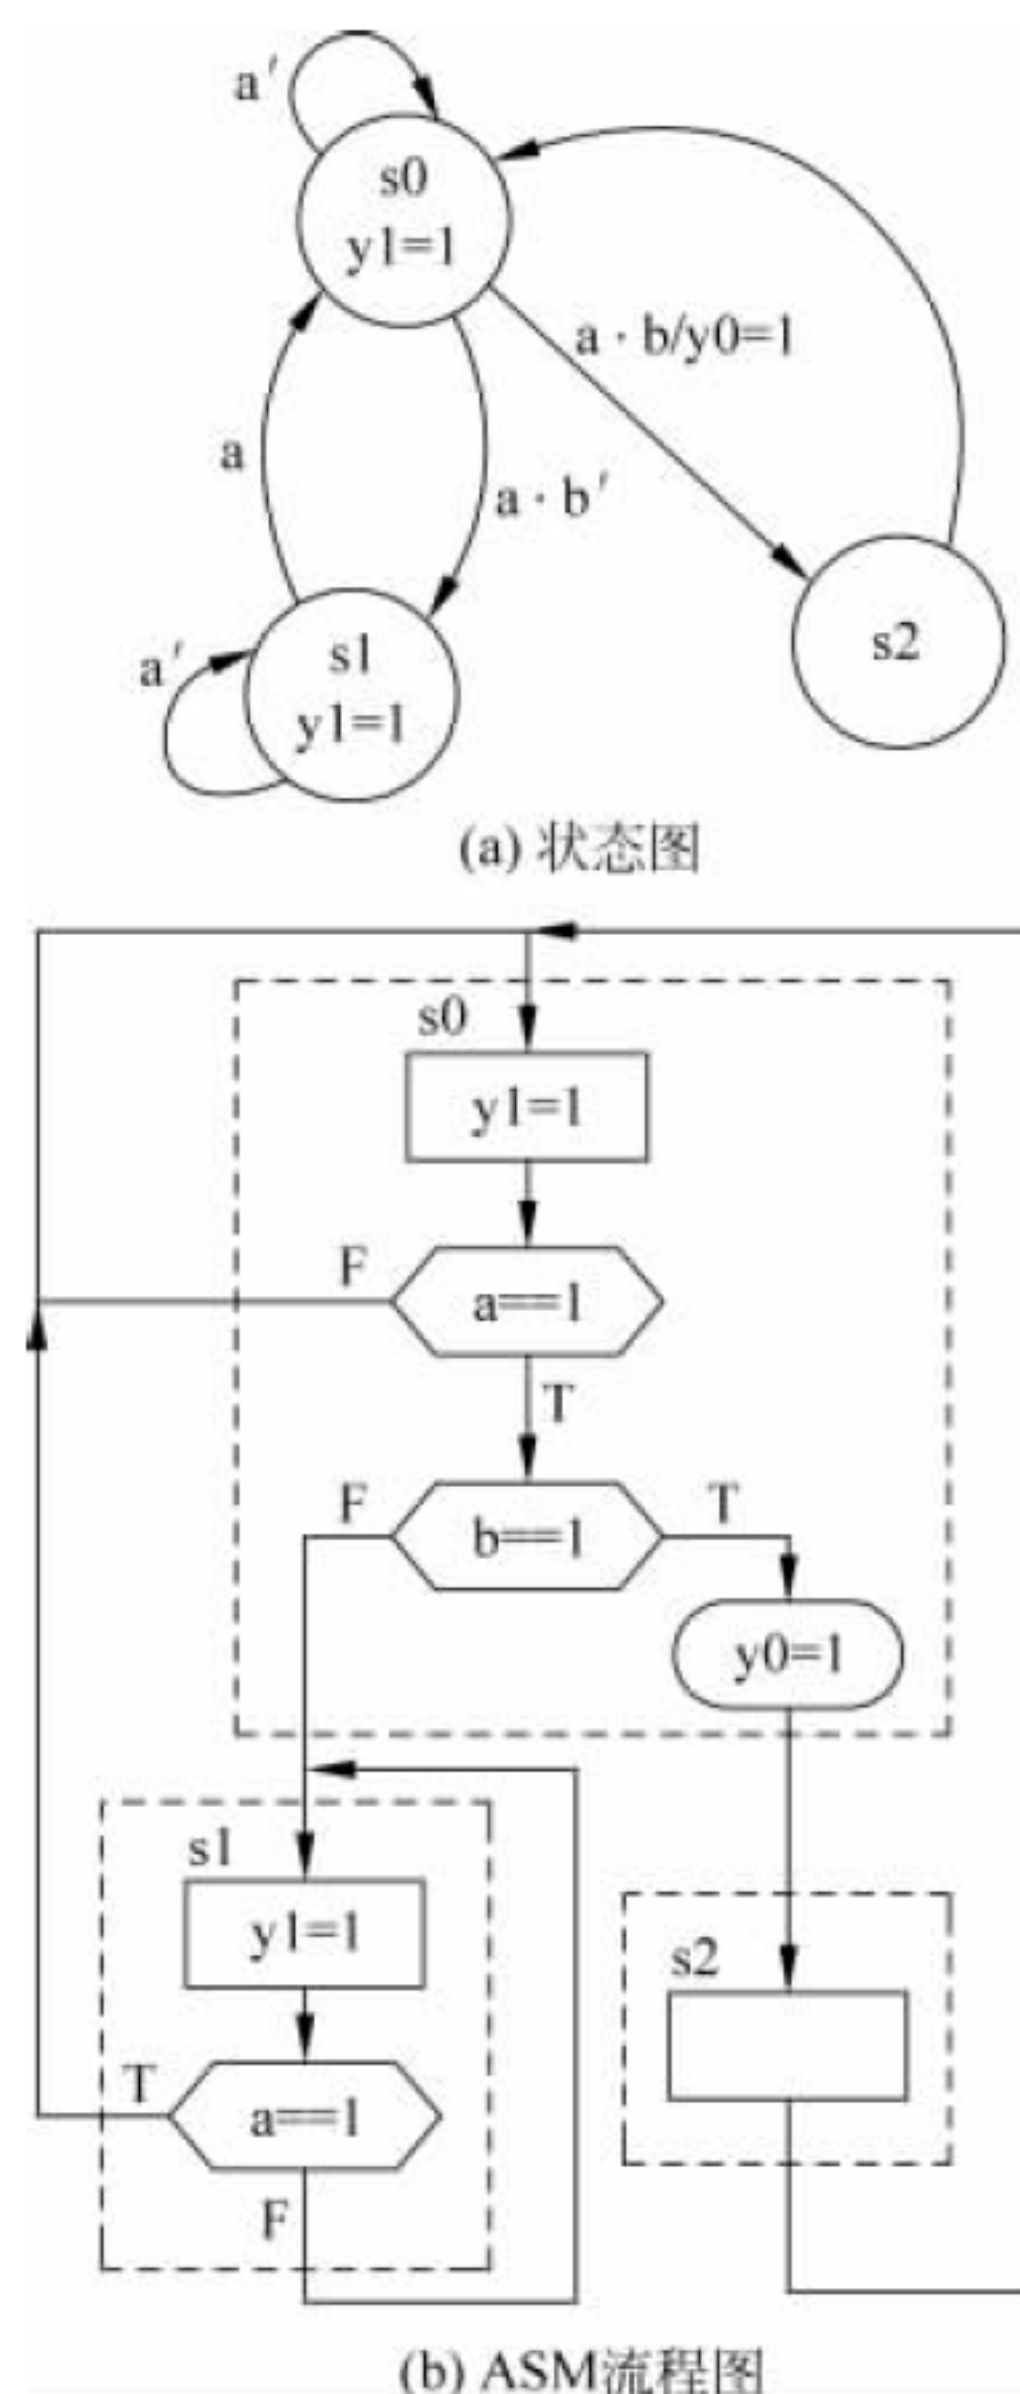 a′
s0
y1=1
a · b/y0=1
a
a · b′
a′
s1
y1=1
s2
(a) 状态图
s0
y1=1
F
a==1
T
F
b==1
T
y0=1
s1
y1=1
s2
T
a==1
F
(b) ASM流程图